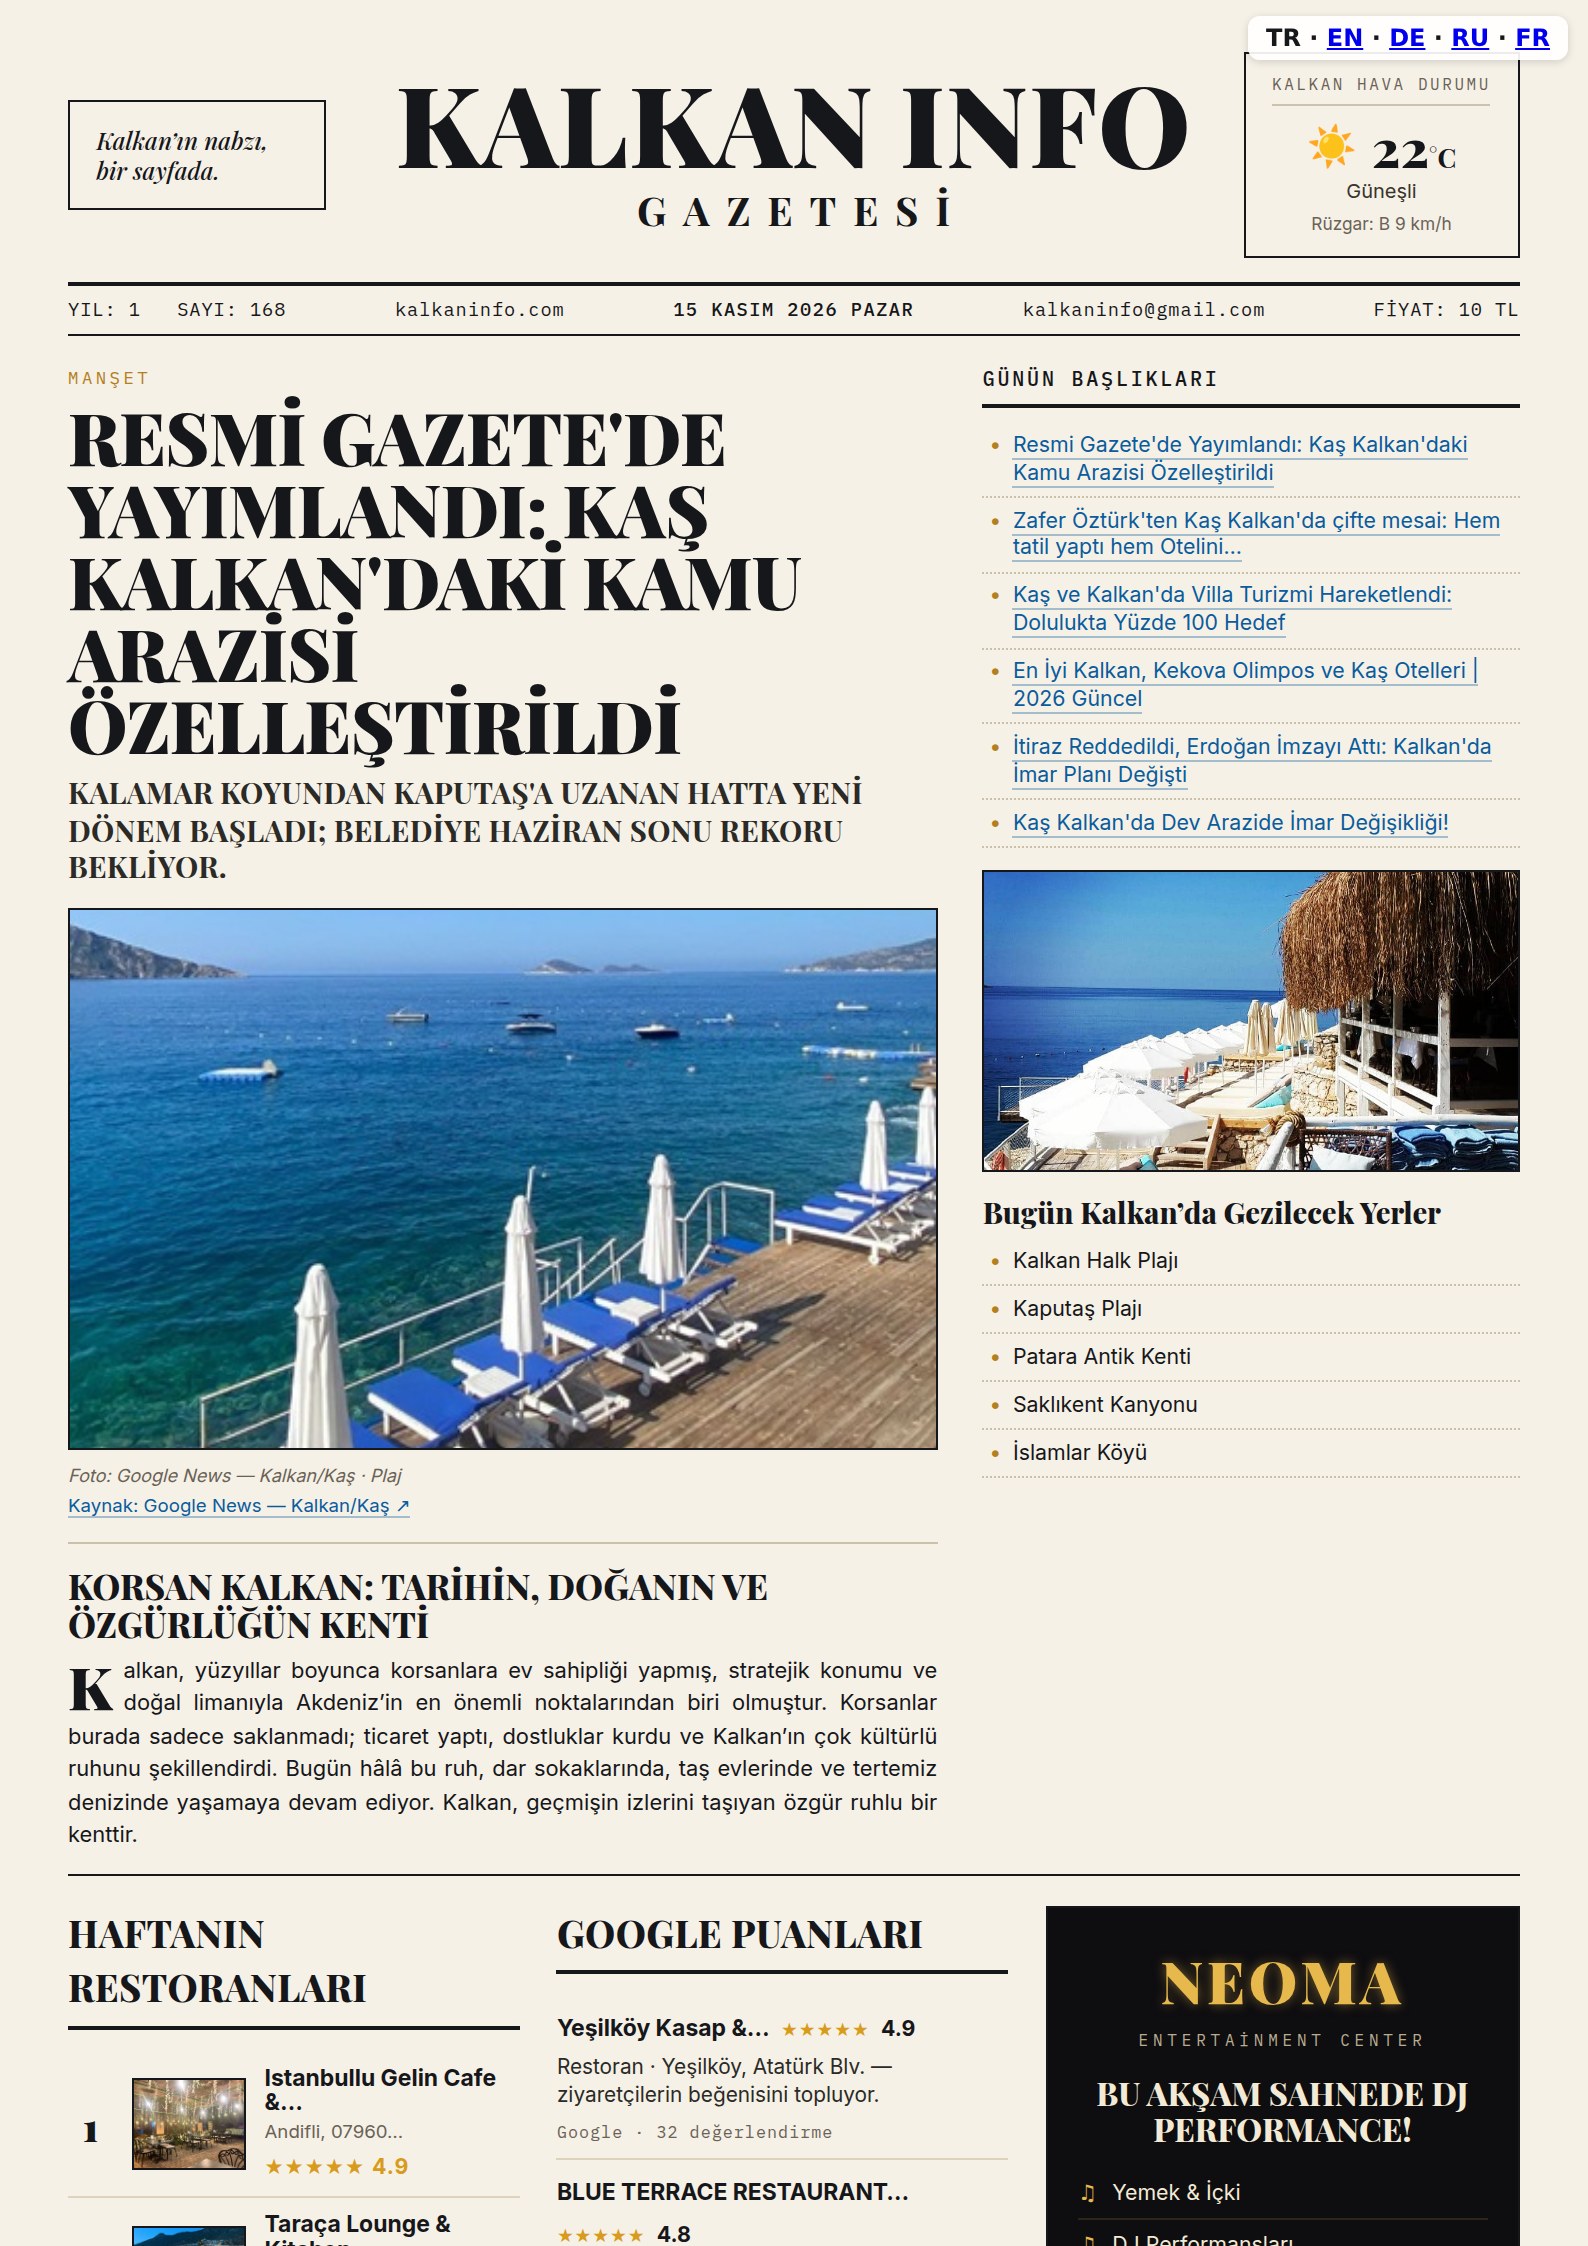 TR · EN · DE · RU · FR
Kalkan’ın nabzı,
bir sayfada.
KALKAN INFO
GAZETESİ
KALKAN HAVA DURUMU
22°C
Güneşli
Rüzgar: B 9 km/h
YIL: 1 SAYI: 168 kalkaninfo.com 15 KASIM 2026 PAZAR kalkaninfo@gmail.com FİYAT: 10 TL
MANŞET
RESMİ GAZETE'DE
YAYIMLANDI: KAŞ
KALKAN'DAKİ KAMU
ARAZİSİ
ÖZELLEŞTİRİLDİ
KALAMAR KOYUNDAN KAPUTAŞ'A UZANAN HATTA YENİ
DÖNEM BAŞLADI; BELEDİYE HAZİRAN SONU REKORU
BEKLİYOR.
Foto: Google News — Kalkan/Kaş · Plaj
Kaynak: Google News — Kalkan/Kaş ↗
KORSAN KALKAN: TARİHİN, DOĞANIN VE
ÖZGÜRLÜĞÜN KENTİ
Kalkan, yüzyıllar boyunca korsanlara ev sahipliği yapmış, stratejik konumu ve
doğal limanıyla Akdeniz’in en önemli noktalarından biri olmuştur. Korsanlar
burada sadece saklanmadı; ticaret yaptı, dostluklar kurdu ve Kalkan’ın çok kültürlü
ruhunu şekillendirdi. Bugün hâlâ bu ruh, dar sokaklarında, taş evlerinde ve tertemiz
denizinde yaşamaya devam ediyor. Kalkan, geçmişin izlerini taşıyan özgür ruhlu bir
kenttir.
GÜNÜN BAŞLIKLARI
• Resmi Gazete'de Yayımlandı: Kaş Kalkan'daki
Kamu Arazisi Özelleştirildi
• Zafer Öztürk'ten Kaş Kalkan'da çifte mesai: Hem
tatil yaptı hem Otelini...
• Kaş ve Kalkan'da Villa Turizmi Hareketlendi:
Dolulukta Yüzde 100 Hedef
• En İyi Kalkan, Kekova Olimpos ve Kaş Otelleri |
2026 Güncel
• İtiraz Reddedildi, Erdoğan İmzayı Attı: Kalkan'da
İmar Planı Değişti
• Kaş Kalkan'da Dev Arazide İmar Değişikliği!
Bugün Kalkan’da Gezilecek Yerler
• Kalkan Halk Plajı
• Kaputaş Plajı
• Patara Antik Kenti
• Saklıkent Kanyonu
• İslamlar Köyü
HAFTANIN
RESTORANLARI
1
Istanbullu Gelin Cafe
&...
Andifli, 07960...
★★★★★ 4.9
Taraça Lounge &
Kitchen
GOOGLE PUANLARI
Yeşilköy Kasap &... ★★★★★ 4.9
Restoran · Yeşilköy, Atatürk Blv. —
ziyaretçilerin beğenisini topluyor.
Google · 32 değerlendirme
BLUE TERRACE RESTAURANT...
★★★★★ 4.8
NEOMA
ENTERTAİNMENT CENTER
BU AKŞAM SAHNEDE DJ
PERFORMANCE!
♫ Yemek & İçki
♫ DJ Performansları